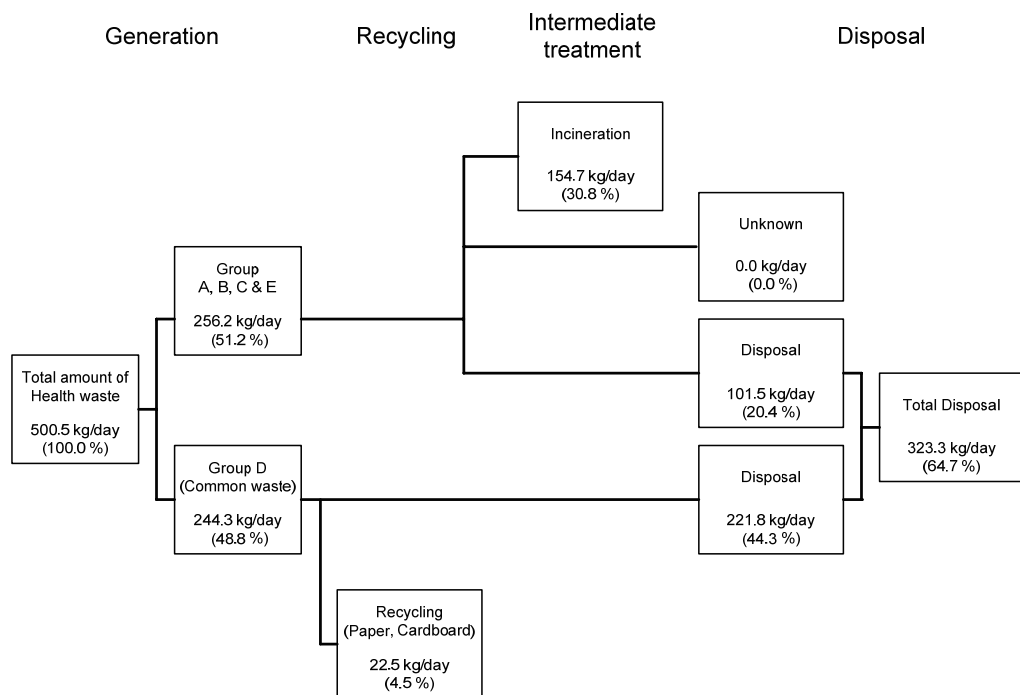 Generation
Recycling
Intermediate
treatment
Disposal
Incineration
154.7 kg/day
(30.8 %)
Unknown
0.0 kg/day
(0.0 %)
Group
A, B, C & E
256.2 kg/day
(51.2 %)
Disposal
101.5 kg/day
(20.4 %)
Total amount of
Health waste
500.5 kg/day
(100.0 %)
Total Disposal
323.3 kg/day
(64.7 %)
Group D
(Common waste)
244.3 kg/day
(48.8 %)
Disposal
221.8 kg/day
(44.3 %)
Recycling
(Paper, Cardboard)
22.5 kg/day
(4.5 %)